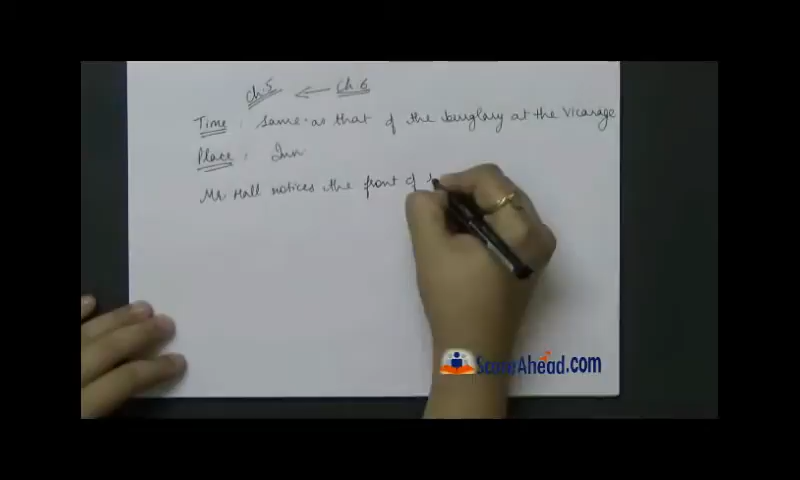 Ch.5 ← Ch.6
Time : Same as that of the burglary at the Vicarage
Place : Inn
Mr. Hall notices the front of
ScoreAhead.com